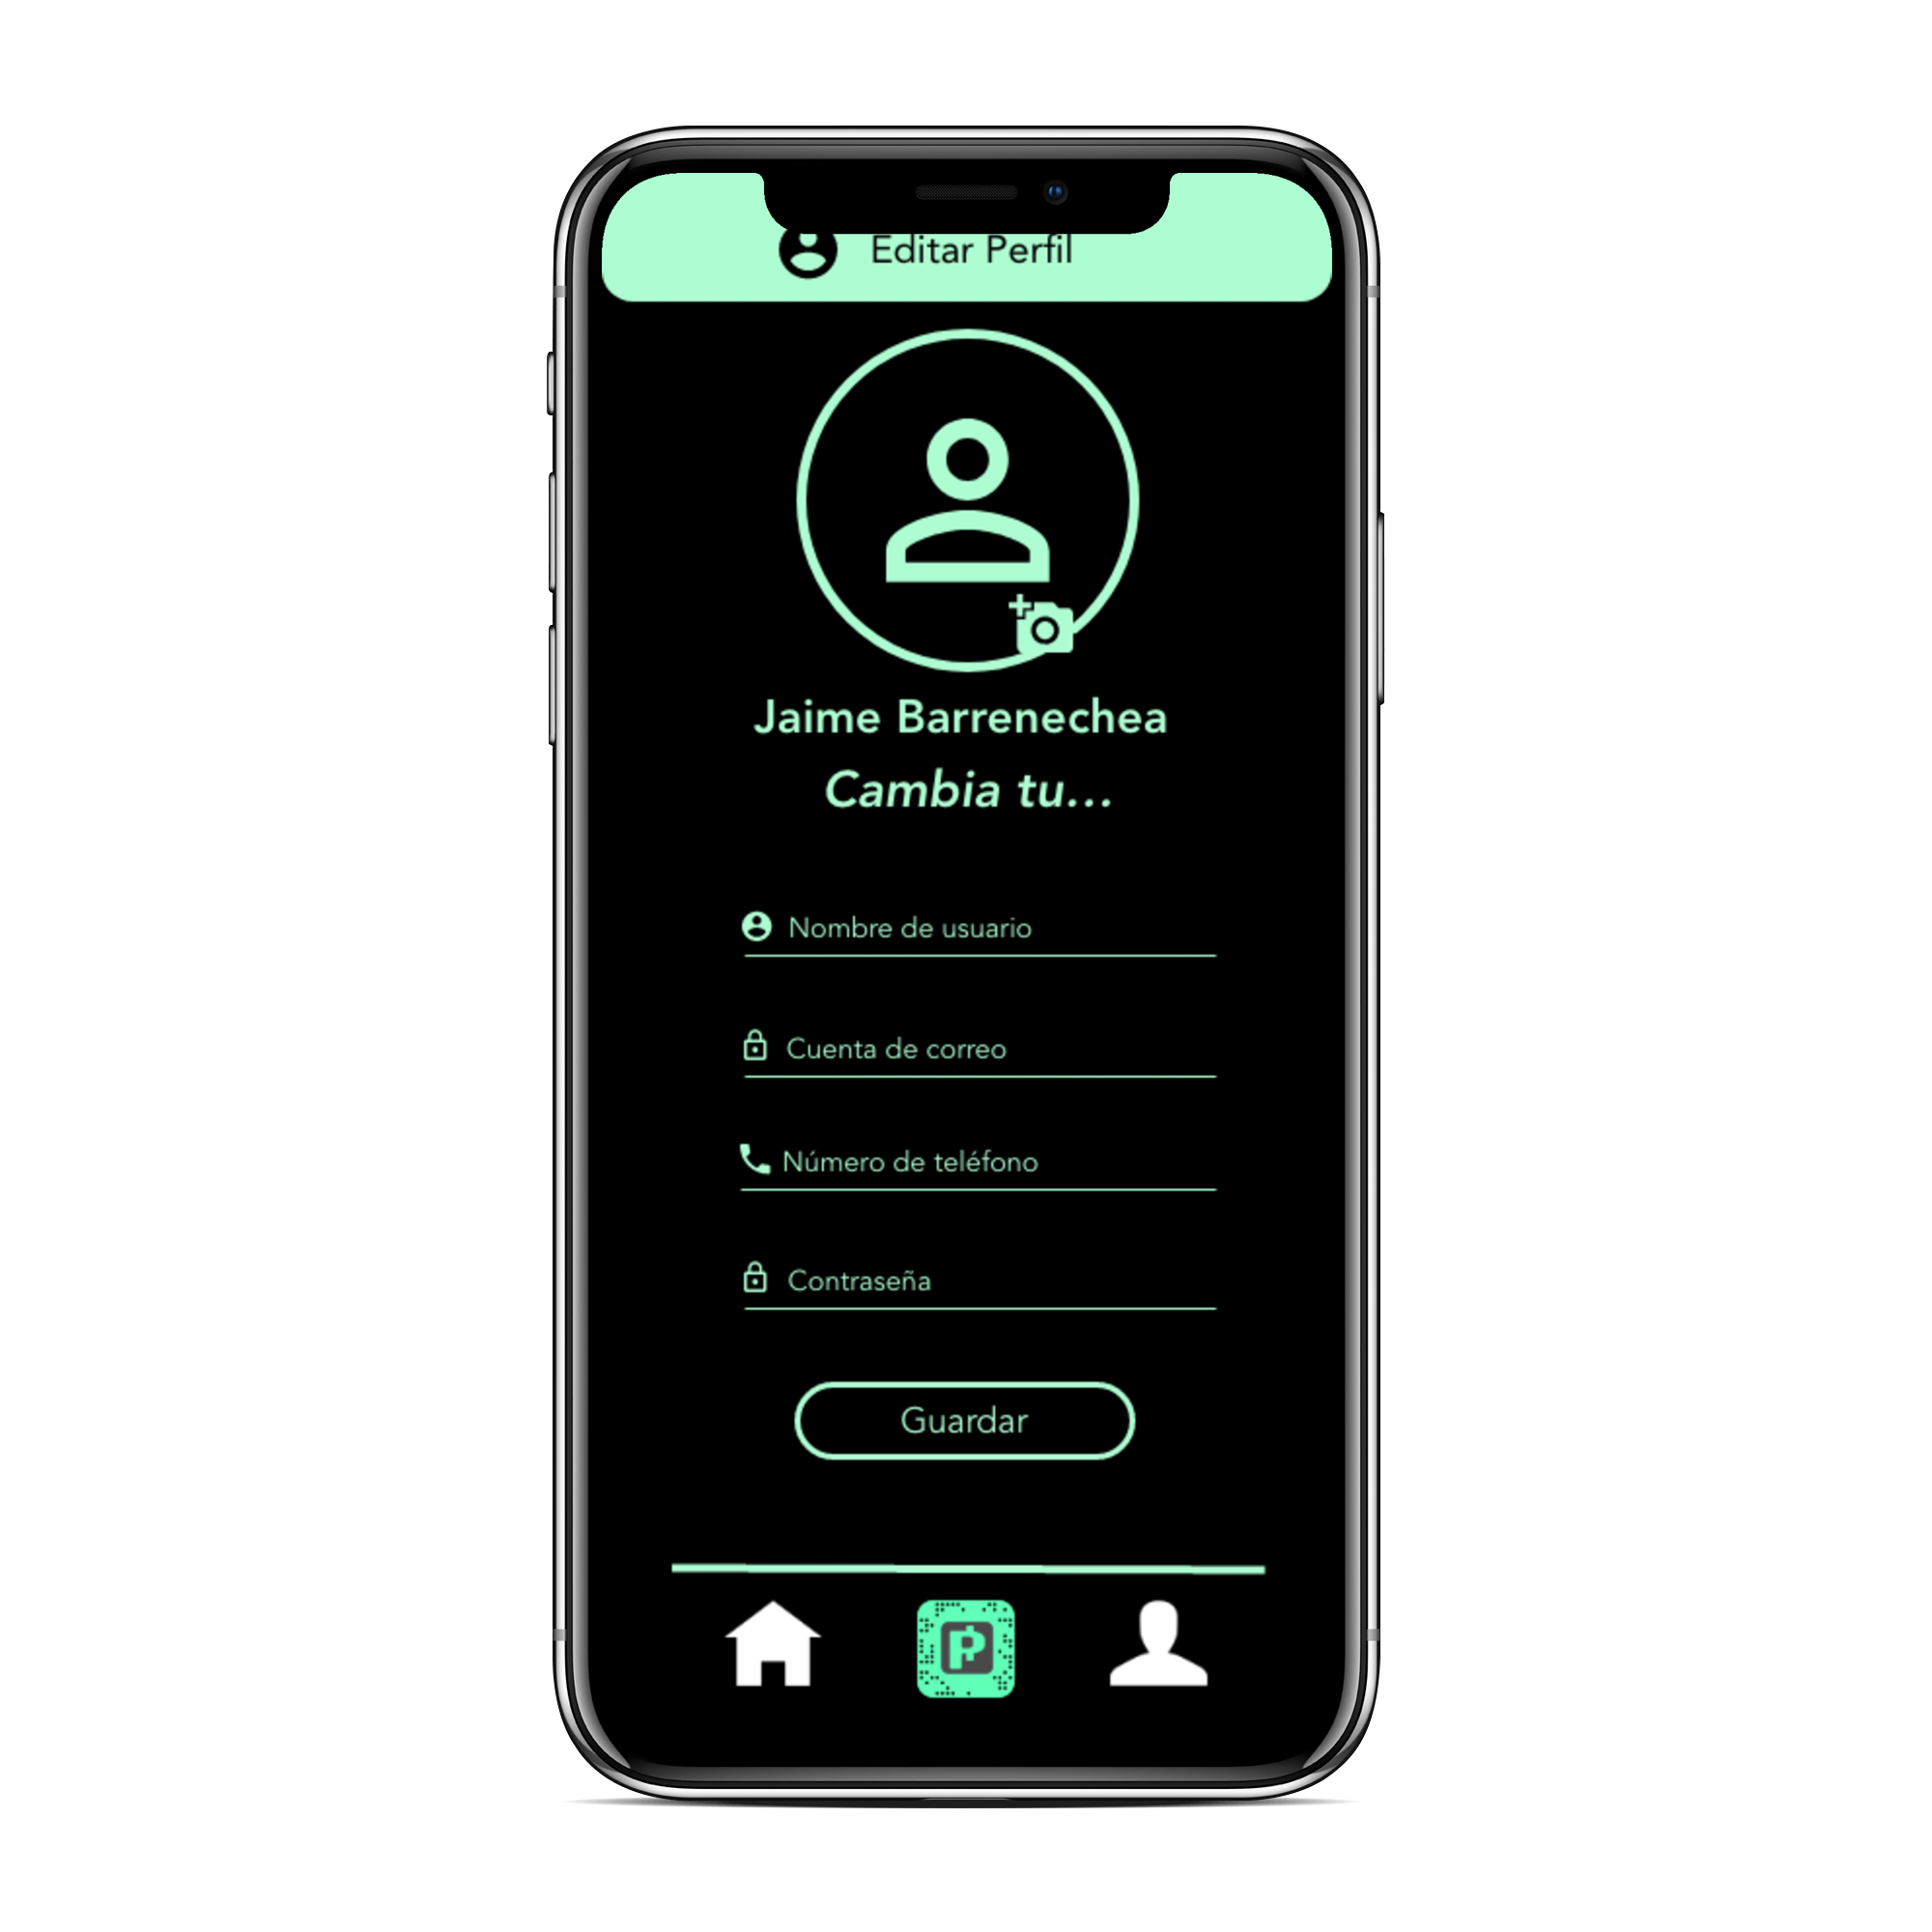 Editar Perfil
Jaime Barrenechea
Cambia tu...
Nombre de usuario
Cuenta de correo
Número de teléfono
Contraseña
Guardar
P